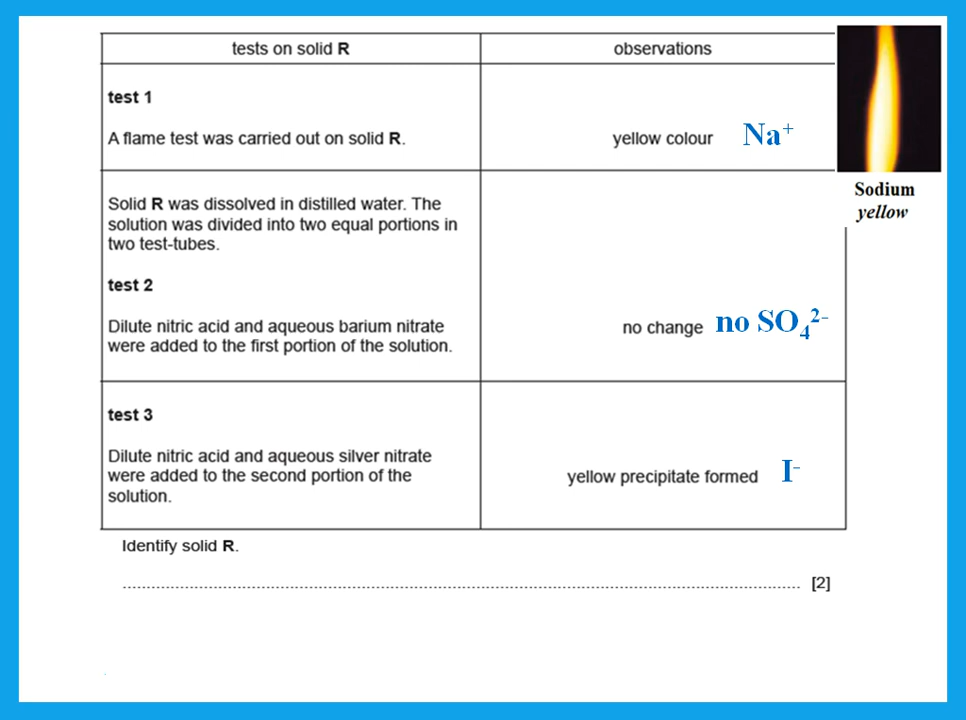 tests on solid R
observations
test 1
A flame test was carried out on solid R.
yellow colour Na⁺
Sodium
yellow
Solid R was dissolved in distilled water. The
solution was divided into two equal portions in
two test-tubes.
test 2
Dilute nitric acid and aqueous barium nitrate
were added to the first portion of the solution.
no change no SO₄²⁻
test 3
Dilute nitric acid and aqueous silver nitrate
were added to the second portion of the
solution.
yellow precipitate formed I⁻
Identify solid R.
.................................................. [2]